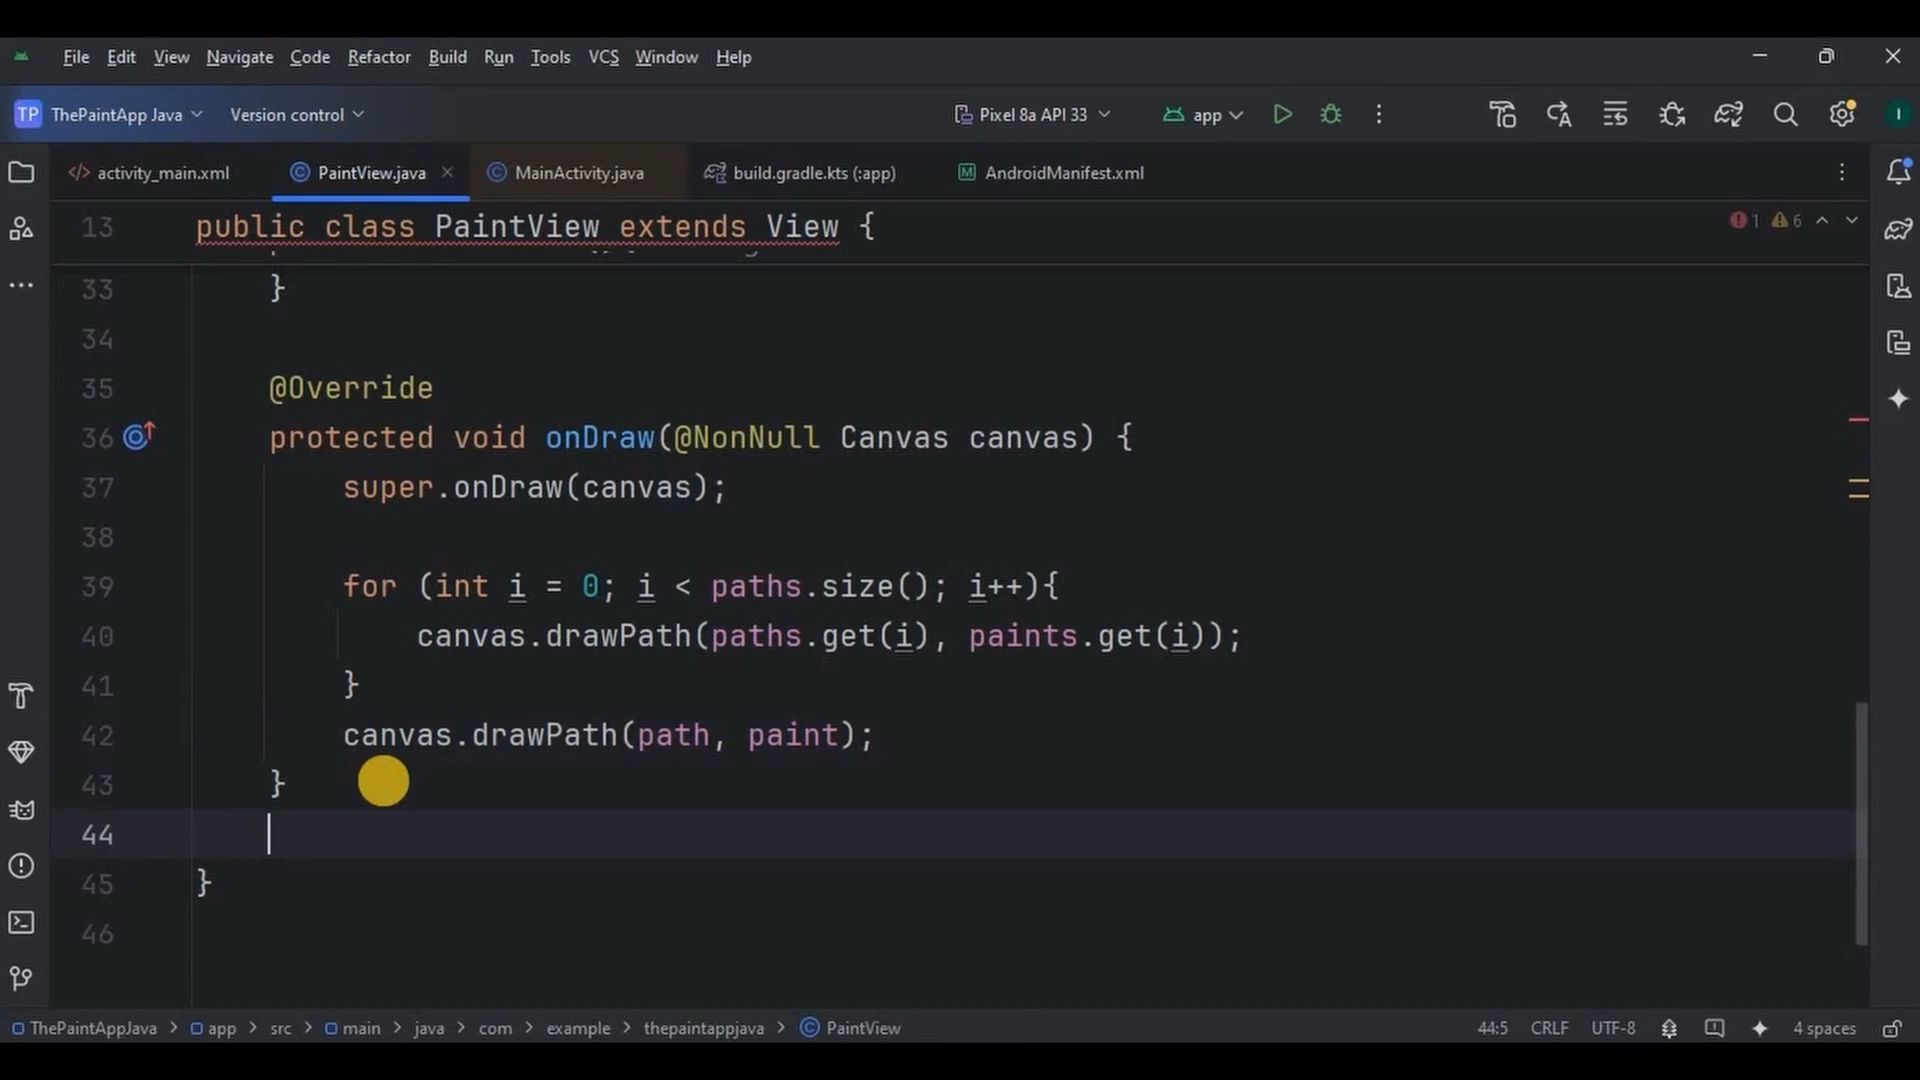 File Edit View Navigate Code Refactor Build Run Tools VCS Window Help
TP ThePaintApp Java Version control Pixel 8a API 33 app I
</> activity_main.xml PaintView.java MainActivity.java build.gradle.kts (:app) AndroidManifest.xml
13 public class PaintView extends View { 1 6
33 }
34
35 @Override
36 protected void onDraw(@NonNull Canvas canvas) {
37 super.onDraw(canvas);
38
39 for (int i = 0; i < paths.size(); i++){
40 canvas.drawPath(paths.get(i), paints.get(i));
41 }
42 canvas.drawPath(path, paint);
43 }
44
45 }
46
ThePaintAppJava > app > src > main > java > com > example > thepaintappjava > PaintView 44:5 CRLF UTF-8 4 spaces